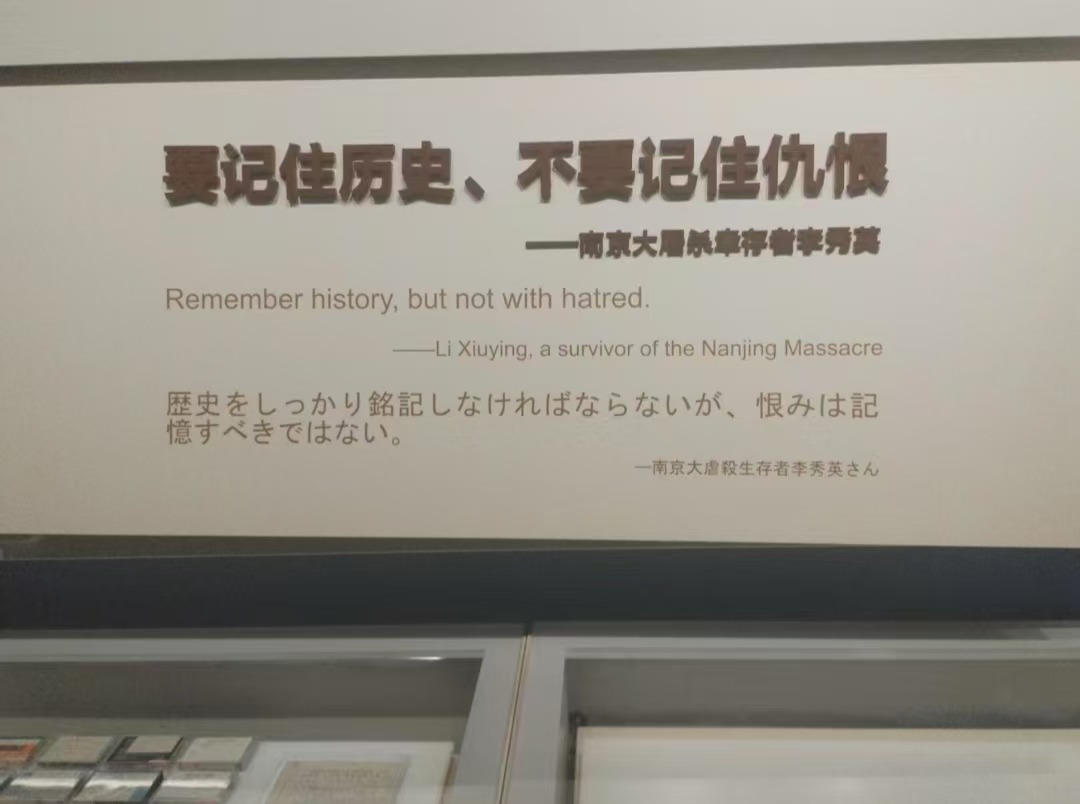 要记住历史、不要记住仇恨
——南京大屠杀幸存者李秀英
Remember history, but not with hatred.
——Li Xiuying, a survivor of the Nanjing Massacre
歴史をしっかり銘記しなければならないが、恨みは記
憶すべきではない。
—南京大虐殺生存者李秀英さん